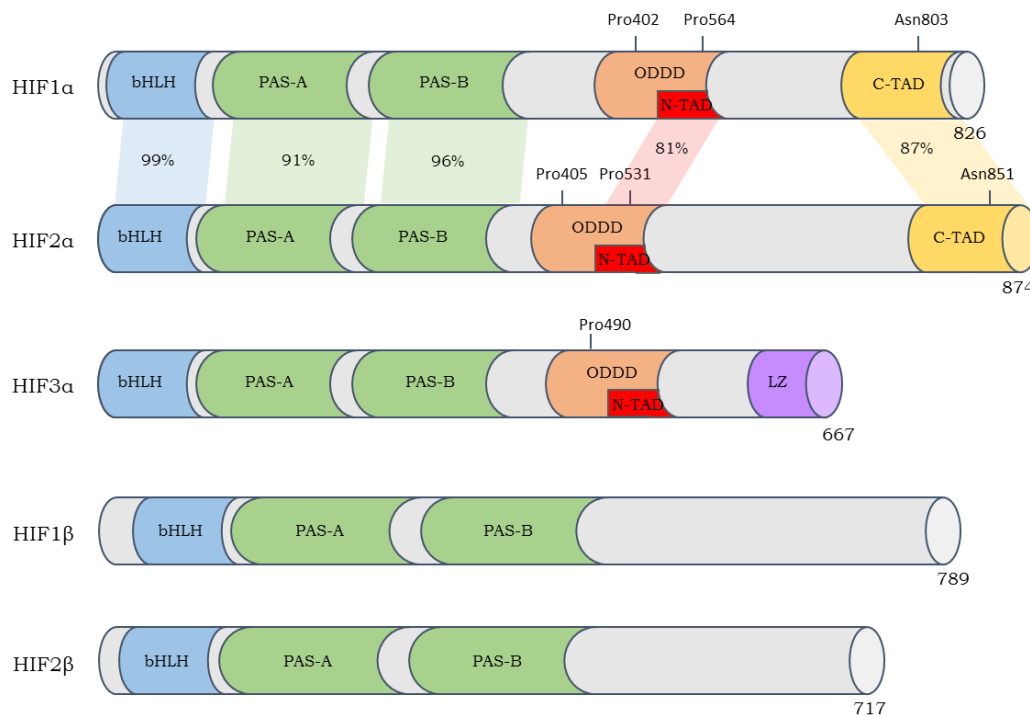 Pro402 Pro564 Asn803
HIF1α bHLH PAS-A PAS-B ODDD N-TAD C-TAD
826
99% 91% 96% 81% 87%
Pro405 Pro531 Asn851
HIF2α bHLH PAS-A PAS-B ODDD N-TAD C-TAD
874
Pro490
HIF3α bHLH PAS-A PAS-B ODDD N-TAD LZ
667
HIF1β bHLH PAS-A PAS-B
789
HIF2β bHLH PAS-A PAS-B
717